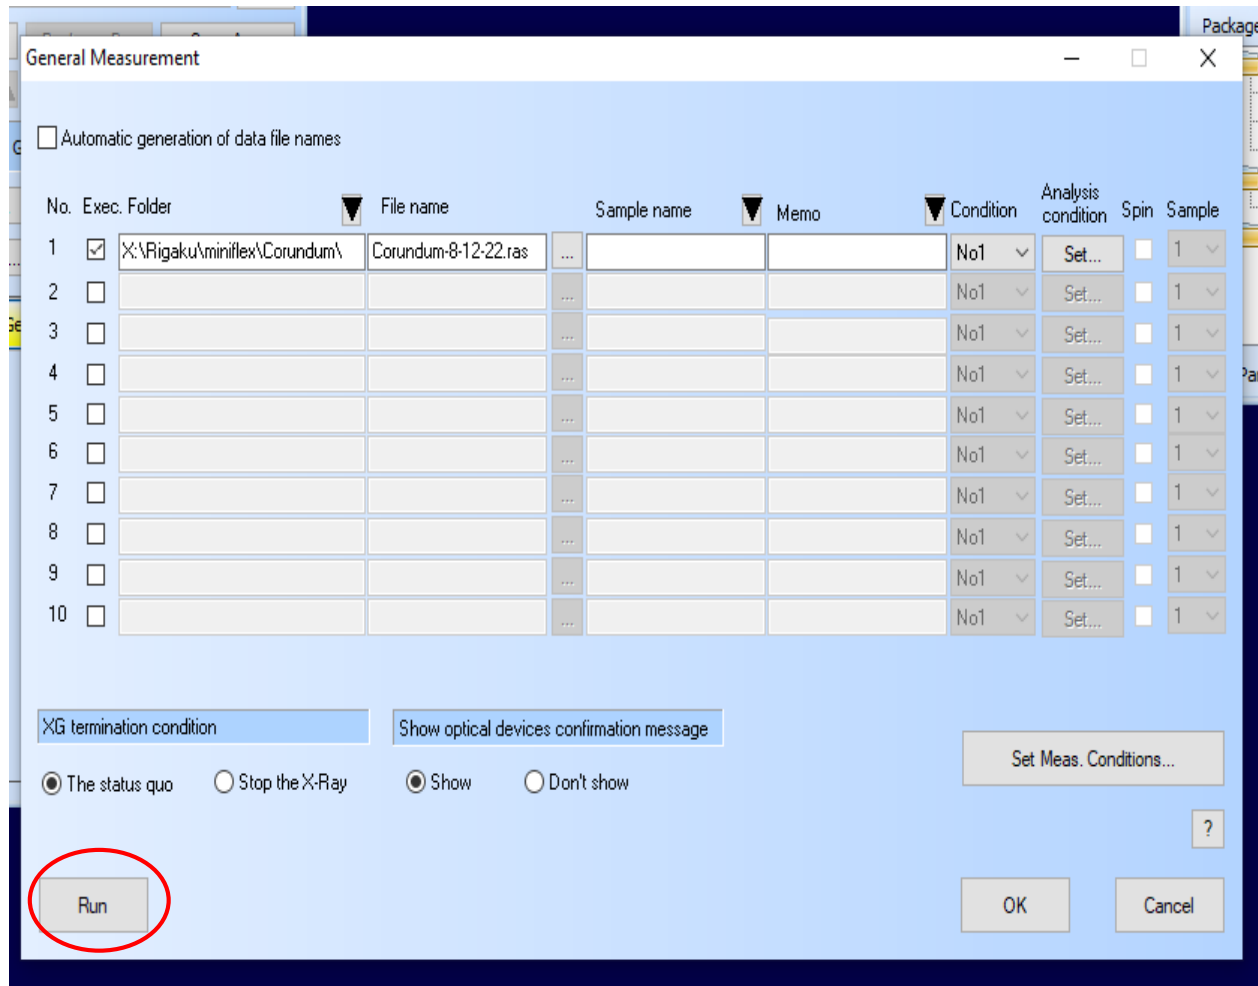 Package
General Measurement
Automatic generation of data file names
No. Exec. Folder File name Sample name Memo Condition Analysis condition Spin Sample
1 X:\Rigaku\miniflex\Corundum\ Corundum-8-12-22.ras ... No1 Set... 1
2 ... No1 Set... 1
3 ... No1 Set... 1
4 ... No1 Set... 1
5 ... No1 Set... 1
6 ... No1 Set... 1
7 ... No1 Set... 1
8 ... No1 Set... 1
9 ... No1 Set... 1
10 ... No1 Set... 1
XG termination condition Show optical devices confirmation message
The status quo Stop the X-Ray Show Don't show
Set Meas. Conditions...
?
Run OK Cancel